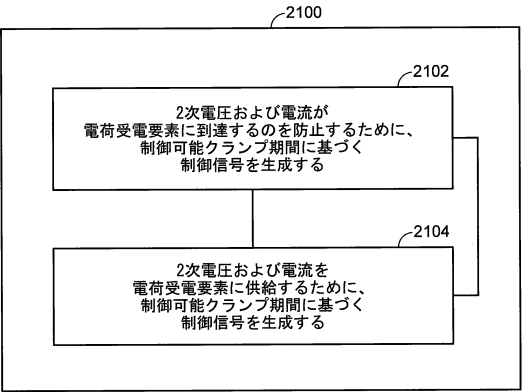 2100
2102
2次電圧および電流が
電荷受電要素に到達するのを防止するために、
制御可能クランプ期間に基づく
制御信号を生成する
2104
2次電圧および電流を
電荷受電要素に供給するために、
制御可能クランプ期間に基づく
制御信号を生成する